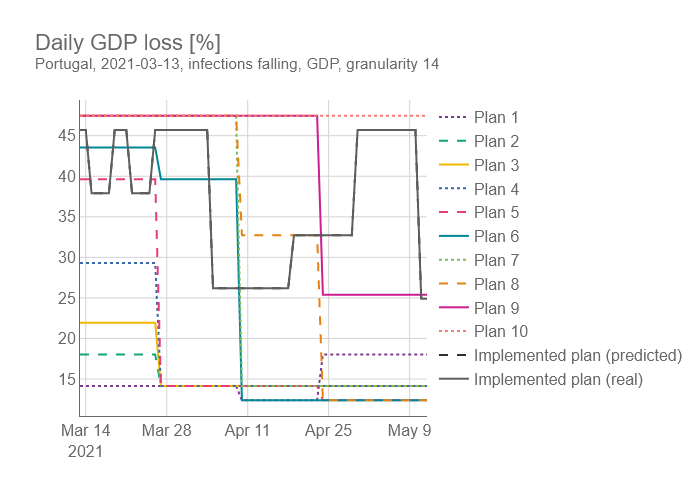 Daily GDP loss [%]
Portugal, 2021-03-13, infections falling, GDP, granularity 14
45
40
35
30
25
20
15
Mar 14
2021
Mar 28
Apr 11
Apr 25
May 9
Plan 1
Plan 2
Plan 3
Plan 4
Plan 5
Plan 6
Plan 7
Plan 8
Plan 9
Plan 10
Implemented plan (predicted)
Implemented plan (real)